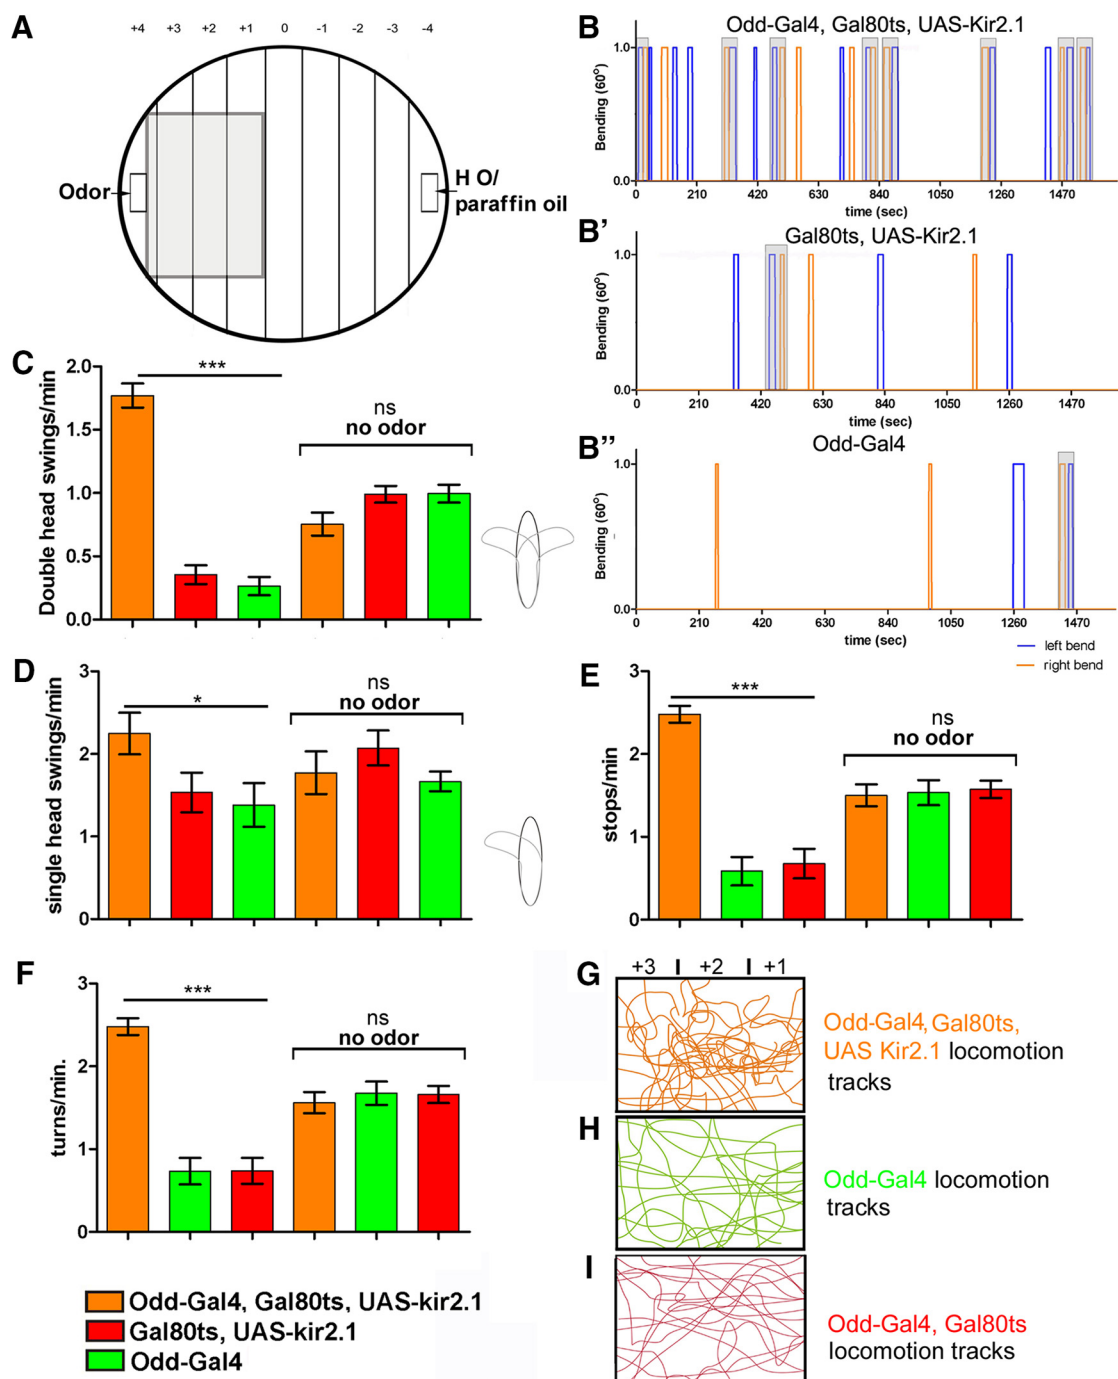 A
+4 +3 +2 +1 0 -1 -2 -3 -4
Odor
H O/
paraffin oil
B
Odd-Gal4, Gal80ts, UAS-Kir2.1
Bending (60°)
1.0
0.0
0 210 420 630 840 1050 1260 1470
time (sec)
B'
Gal80ts, UAS-Kir2.1
Bending (60°)
1.0
0.0
0 210 420 630 840 1050 1260 1470
time (sec)
B"
Odd-Gal4
Bending (60°)
1.0
0.0
0 210 420 630 840 1050 1260 1470
time (sec)
left bend
right bend
C
Double head swings/min
2.0
1.5
1.0
0.5
0.0
***
ns
no odor
D
single head swings/min
3
2
1
0
*
ns
no odor
E
stops/min
3
2
1
0
***
ns
no odor
F
turns/min.
3
2
1
0
***
ns
no odor
G
+3 | +2 | +1
Odd-Gal4, Gal80ts,
UAS Kir2.1 locomotion
tracks
H
Odd-Gal4 locomotion
tracks
I
Odd-Gal4, Gal80ts
locomotion tracks
Odd-Gal4, Gal80ts, UAS-kir2.1
Gal80ts, UAS-kir2.1
Odd-Gal4